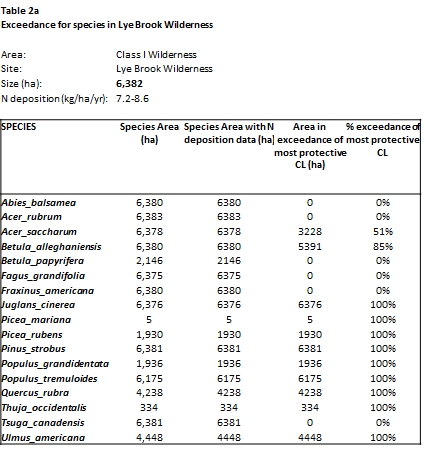 Table 2a
Exceedance for species in Lye Brook Wilderness
Area: Class I Wilderness
Site: Lye Brook Wilderness
Size (ha): 6,382
N deposition (kg/ha/yr): 7.2-8.6
SPECIES Species Area Species Area with N Area in % exceedance of
(ha) deposition data (ha) exceedance of most protective
most protective CL
CL (ha)
Abies_balsamea 6,380 6380 0 0%
Acer_rubrum 6,383 6383 0 0%
Acer_saccharum 6,378 6378 3228 51%
Betula_alleghaniensis 6,380 6380 5391 85%
Betula_papyrifera 2,146 2146 0 0%
Fagus_grandifolia 6,375 6375 0 0%
Fraxinus_americana 6,380 6380 0 0%
Juglans_cinerea 6,376 6376 6376 100%
Picea_mariana 5 5 5 100%
Picea_rubens 1,930 1930 1930 100%
Pinus_strobus 6,381 6381 6381 100%
Populus_grandidentata 1,936 1936 1936 100%
Populus_tremuloides 6,175 6175 6175 100%
Quercus_rubra 4,238 4238 4238 100%
Thuja_occidentalis 334 334 334 100%
Tsuga_canadensis 6,381 6381 0 0%
Ulmus_americana 4,448 4448 4448 100%